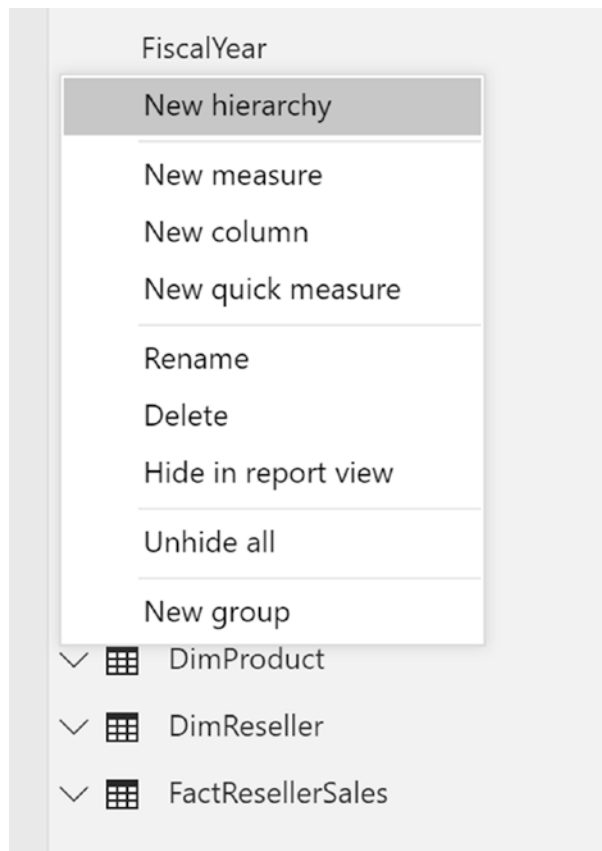 FiscalYear
New hierarchy
New measure
New column
New quick measure
Rename
Delete
Hide in report view
Unhide all
New group
DimProduct
DimReseller
FactResellerSales